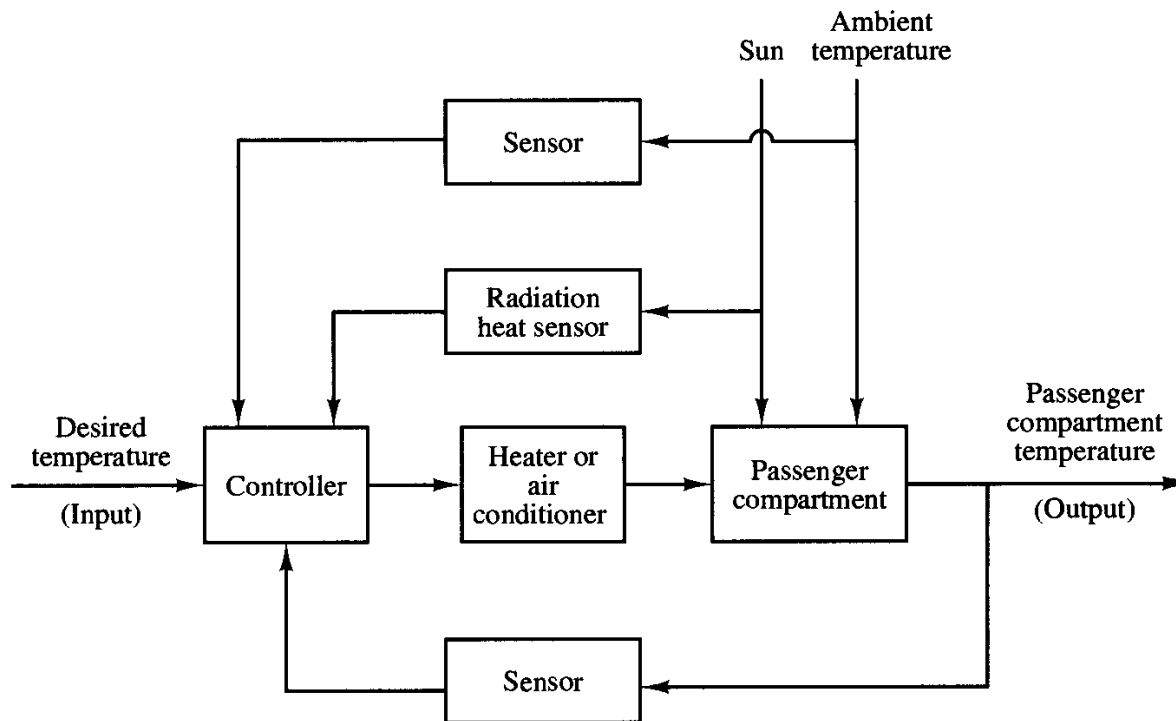 Sun
Ambient
temperature
Sensor
Radiation
heat sensor
Desired
temperature
(Input)
Controller
Heater or
air
conditioner
Passenger
compartment
Passenger
compartment
temperature
(Output)
Sensor